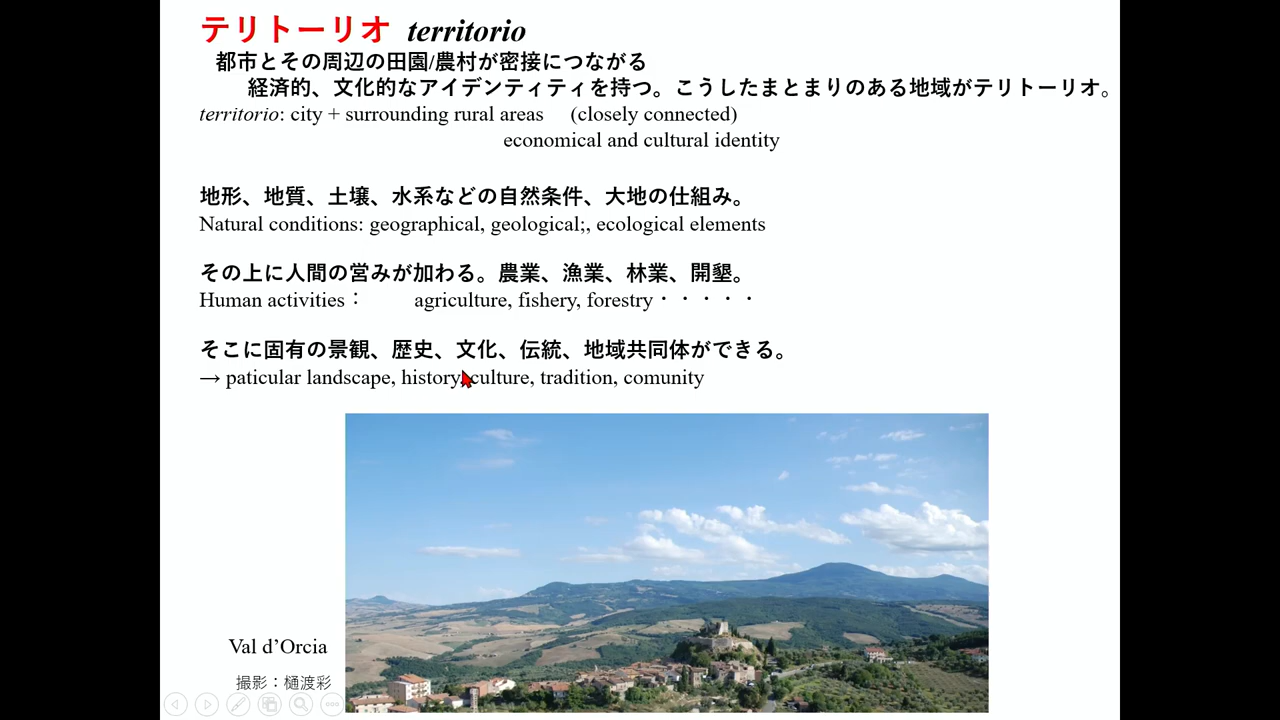 テリトーリオ territorio
都市とその周辺の田園/農村が密接につながる
経済的、文化的なアイデンティティを持つ。こうしたまとまりのある地域がテリトーリオ。
territorio: city + surrounding rural areas (closely connected)
economical and cultural identity
地形、地質、土壌、水系などの自然条件、大地の仕組み。
Natural conditions: geographical, geological;, ecological elements
その上に人間の営みが加わる。農業、漁業、林業、開墾。
Human activities： agriculture, fishery, forestry・・・・・
そこに固有の景観、歴史、文化、伝統、地域共同体ができる。
→ paticular landscape, history, culture, tradition, comunity
Val d’Orcia
撮影：樋渡彩